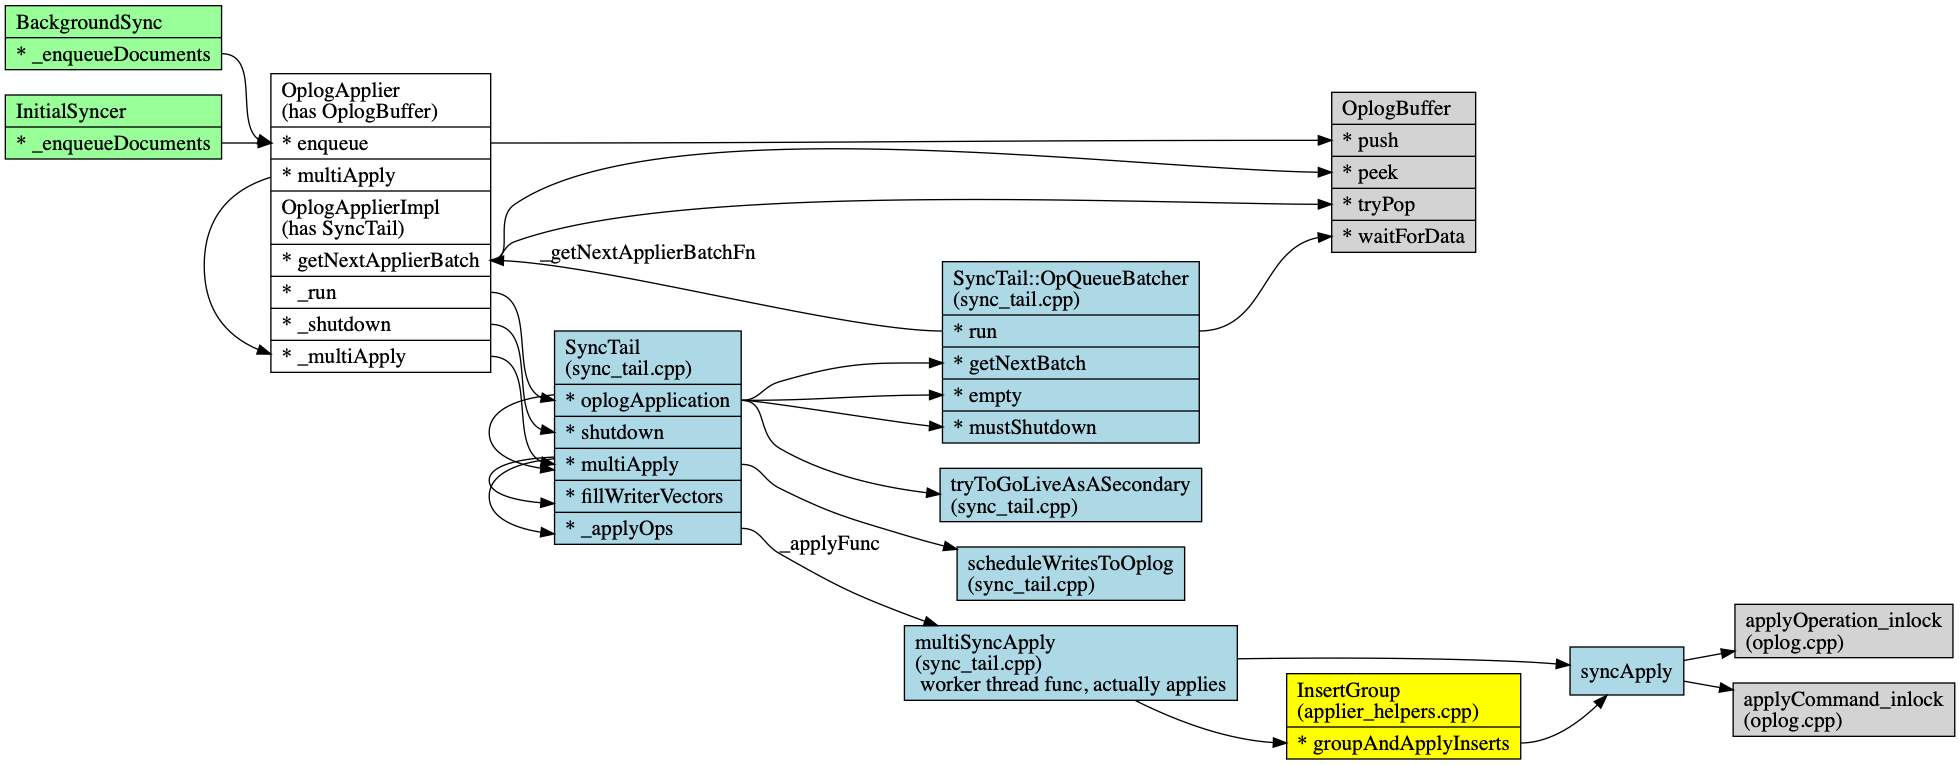 BackgroundSync
* _enqueueDocuments
InitialSyncer
* _enqueueDocuments
OplogApplier
(has OplogBuffer)
* enqueue
* multiApply
OplogApplierImpl
(has SyncTail)
* getNextApplierBatch
* _run
* _shutdown
* _multiApply
_getNextApplierBatchFn
OplogBuffer
* push
* peek
* tryPop
* waitForData
SyncTail::OpQueueBatcher
(sync_tail.cpp)
* run
* getNextBatch
* empty
* mustShutdown
SyncTail
(sync_tail.cpp)
* oplogApplication
* shutdown
* multiApply
* fillWriterVectors
* _applyOps
tryToGoLiveAsASecondary
(sync_tail.cpp)
_applyFunc
scheduleWritesToOplog
(sync_tail.cpp)
multiSyncApply
(sync_tail.cpp)
worker thread func, actually applies
InsertGroup
(applier_helpers.cpp)
* groupAndApplyInserts
syncApply
applyOperation_inlock
(oplog.cpp)
applyCommand_inlock
(oplog.cpp)